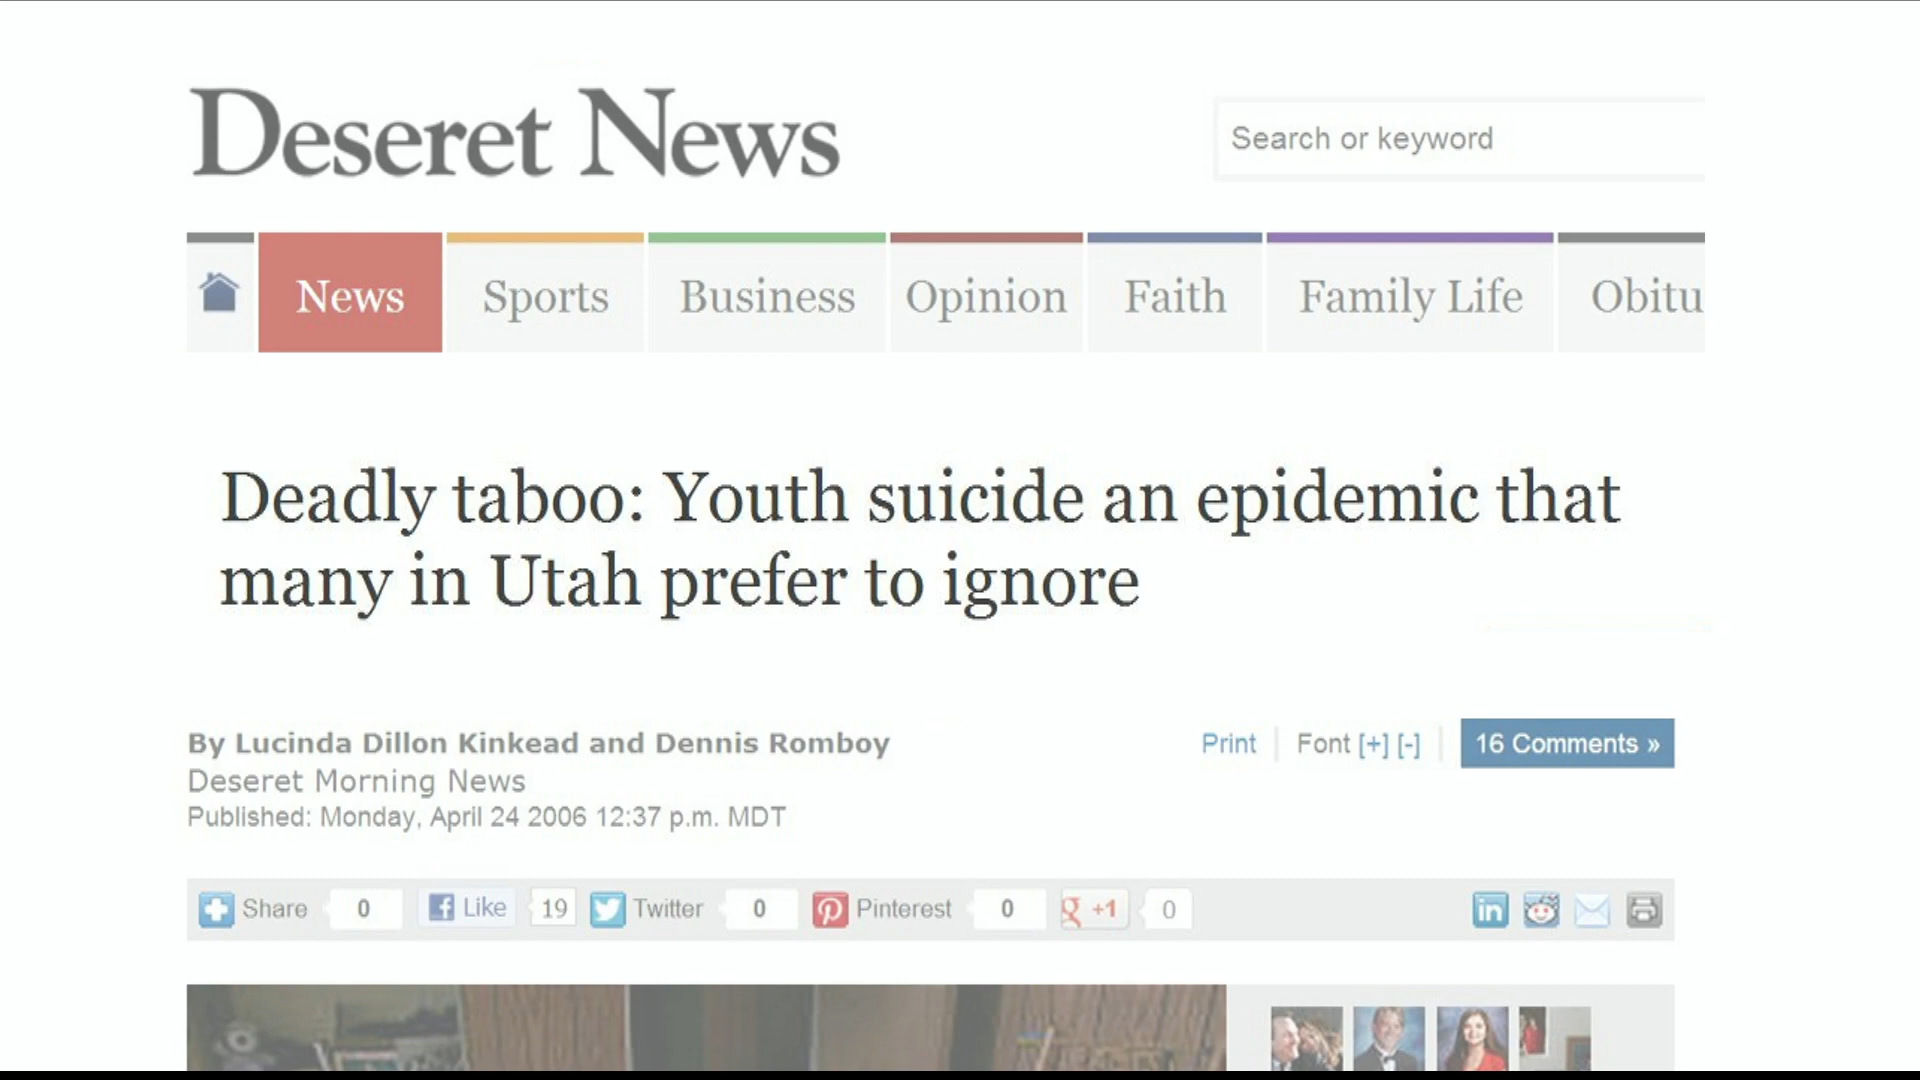 Deseret News
Search or keyword
News Sports Business Opinion Faith Family Life Obitu
Deadly taboo: Youth suicide an epidemic that
many in Utah prefer to ignore
By Lucinda Dillon Kinkead and Dennis Romboy
Print Font [+] [-] 16 Comments »
Deseret Morning News
Published: Monday, April 24 2006 12:37 p.m. MDT
Share 0 Like 19 Twitter 0 Pinterest 0 +1 0